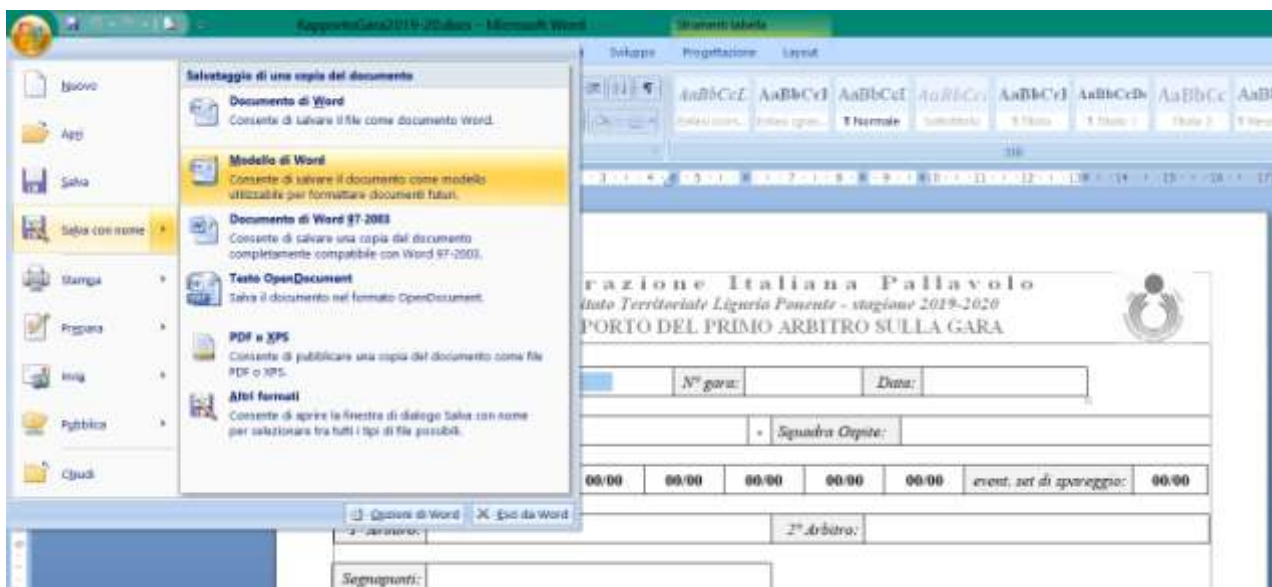 RapportoGara2019-20.docx - Microsoft Word
Strumenti tabella
Sviluppo
Progettazione
Layout
Nuovo
Apri
Salva
Salva con nome
Stampa
Prepara
Invia
Pubblica
Chiudi
Salvataggio di una copia del documento
Documento di Word
Consente di salvare il file come documento Word.
Modello di Word
Consente di salvare il documento come modello
utilizzabile per formattare documenti futuri.
Documento di Word 97-2003
Consente di salvare una copia del documento
completamente compatibile con Word 97-2003.
Testo OpenDocument
Salva il documento nel formato OpenDocument.
PDF o XPS
Consente di pubblicare una copia del documento come file
PDF o XPS.
Altri formati
Consente di aprire la finestra di dialogo Salva con nome
per selezionare tra tutti i tipi di file possibili.
Opzioni di Word
Esci da Word
AaBbCcI AaBbCcI AaBbCcI AaBbCc AaBbCcI AaBbCcDc AaBbCc AaBb
¶ Normale
razione Italiana Pallavolo
itato Territoriale Liguria Ponente - stagione 2019-2020
PORTO DEL PRIMO ARBITRO SULLA GARA
N° gara: Data:
- Squadra Ospite:
00/00 00/00 00/00 00/00 00/00 event. set di spareggio: 00/00
1° Arbitro: 2° Arbitro:
Segnapunti: